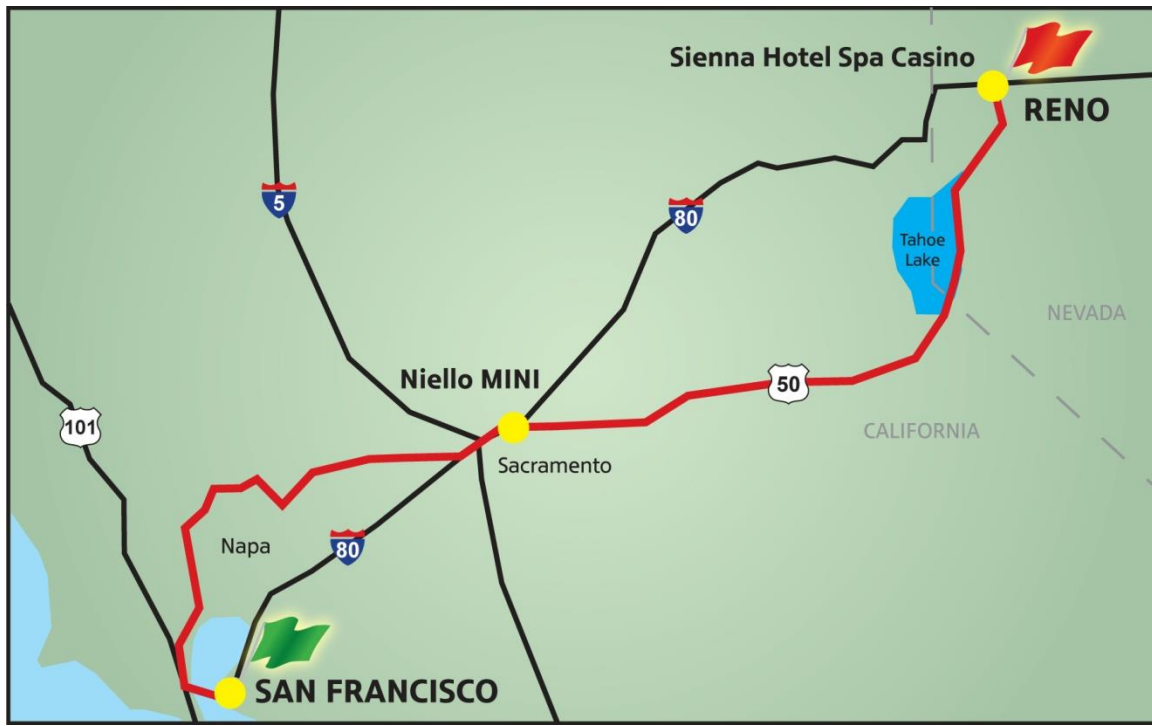 Sienna Hotel Spa Casino
RENO
5
80
Tahoe
Lake
NEVADA
Niello MINI
50
101
CALIFORNIA
Sacramento
Napa
80
SAN FRANCISCO